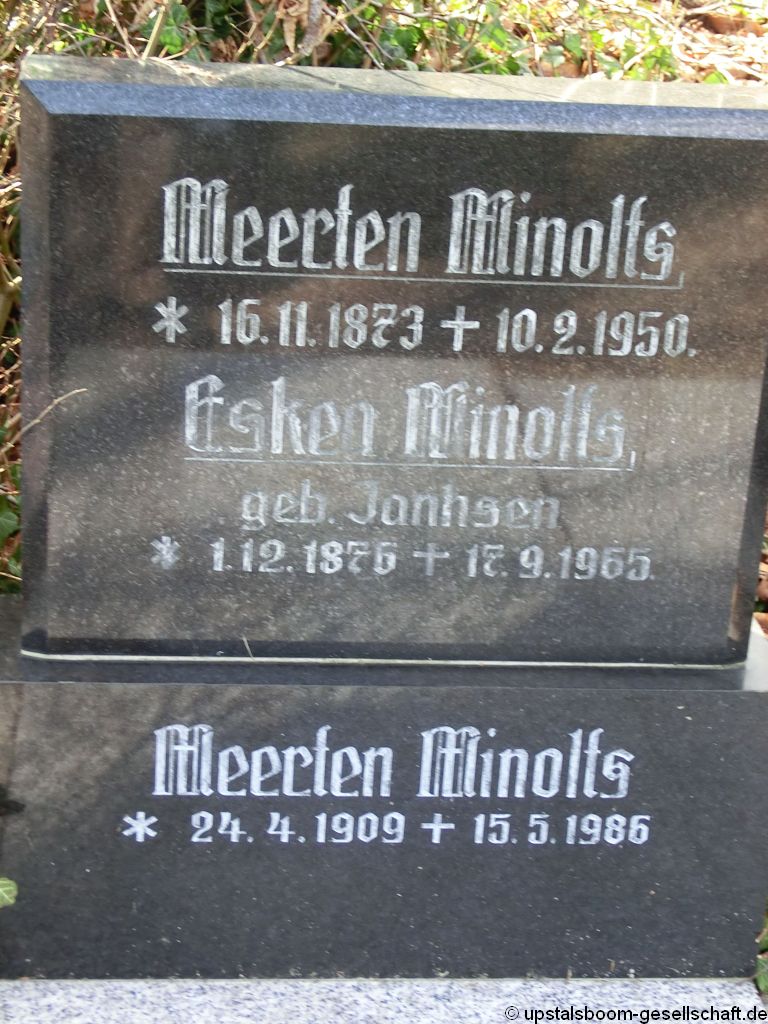 Meerten Minolts
* 16.11.1873 + 10.2.1950.
Esken Minolts
geb. Janhsen
* 1.12.1876 + 17.9.1965.
Meerten Minolts
* 24.4.1909 + 15.5.1986
© upstalsboom-gesellschaft.de